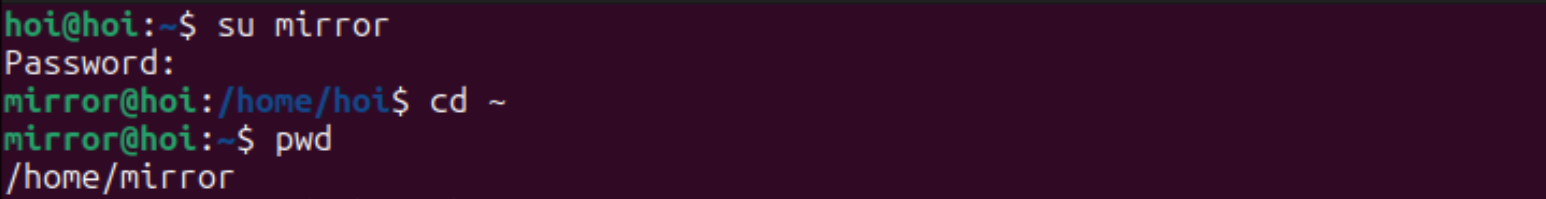 hoi@hoi:~$ su mirror
Password:
mirror@hoi:/home/hoi$ cd ~
mirror@hoi:~$ pwd
/home/mirror